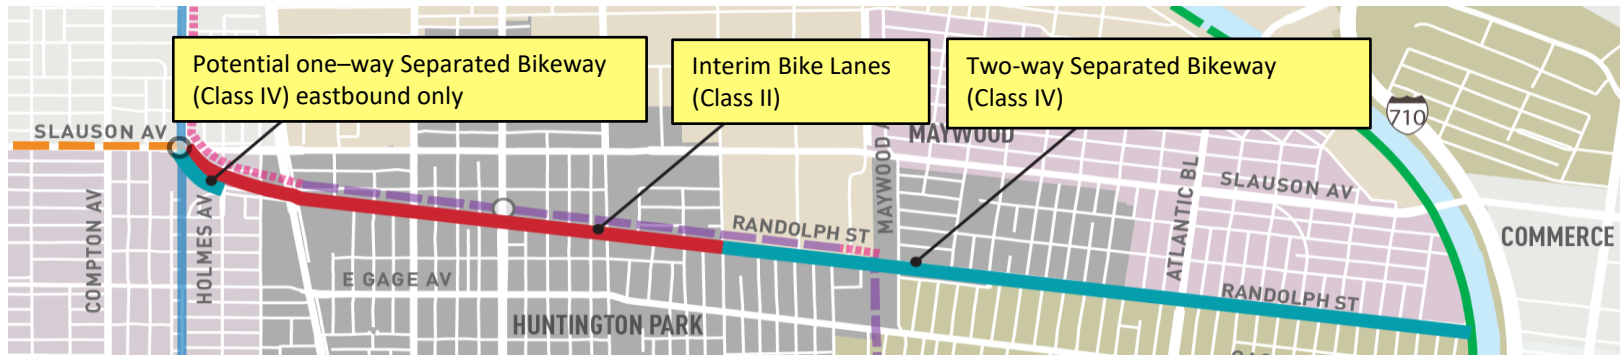 Potential one–way Separated Bikeway
(Class IV) eastbound only
Interim Bike Lanes
(Class II)
Two-way Separated Bikeway
(Class IV)
710
SLAUSON AV
MAYWOOD
MAYWOOD A
SLAUSON AV
COMPTON AV
HOLMES AV
RANDOLPH ST
ATLANTIC BL
COMMERCE
E GAGE AV
RANDOLPH ST
HUNTINGTON PARK